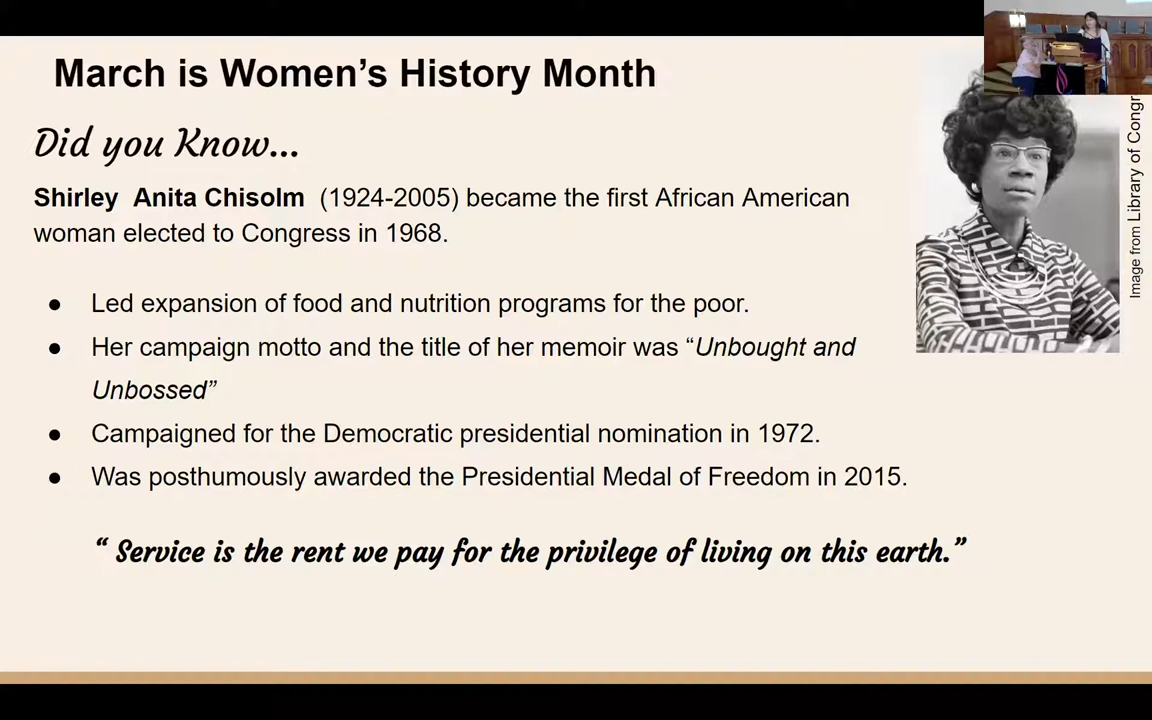 March is Women's History Month
Did you Know...
Shirley Anita Chisolm (1924-2005) became the first African American
woman elected to Congress in 1968.
● Led expansion of food and nutrition programs for the poor.
● Her campaign motto and the title of her memoir was “Unbought and
Unbossed”
● Campaigned for the Democratic presidential nomination in 1972.
● Was posthumously awarded the Presidential Medal of Freedom in 2015.
“ Service is the rent we pay for the privilege of living on this earth.”
Image from Library of Congr